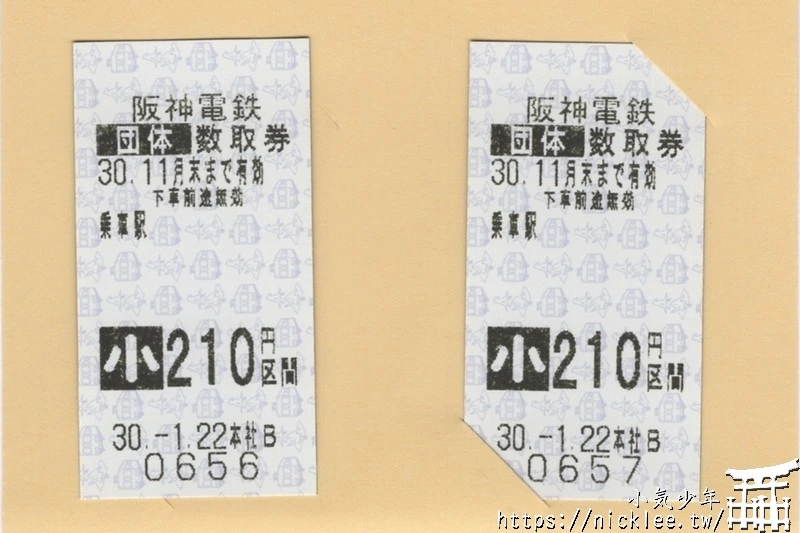 阪神電鉄
団体 数取券
30.11月末まで有効
下車前途無効
乗車駅
小 210円区間
30.-1.22本社B
0656
阪神電鉄
団体 数取券
30.11月末まで有効
下車前途無効
乗車駅
小 210円区間
30.-1.22本社B
0657
小氣少年
https://nicklee.tw/